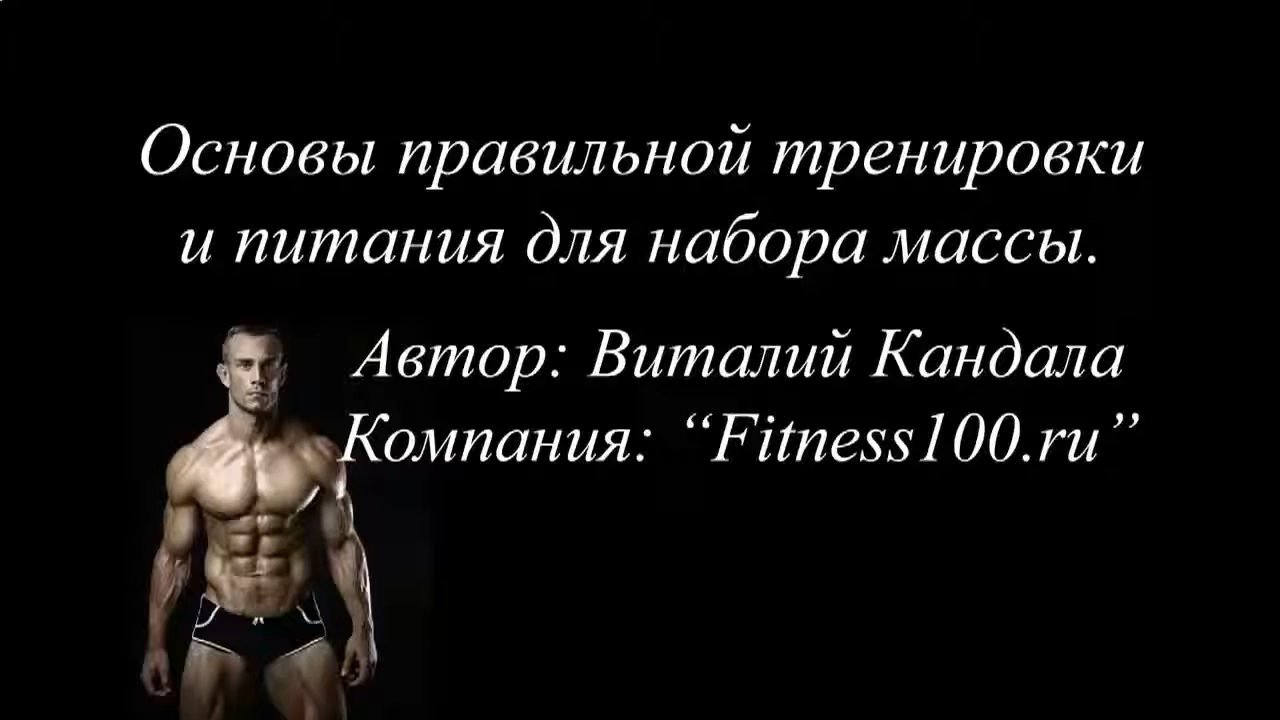 Основы правильной тренировки
и питания для набора массы.
Автор: Виталий Кандала
Компания: “Fitness100.ru”